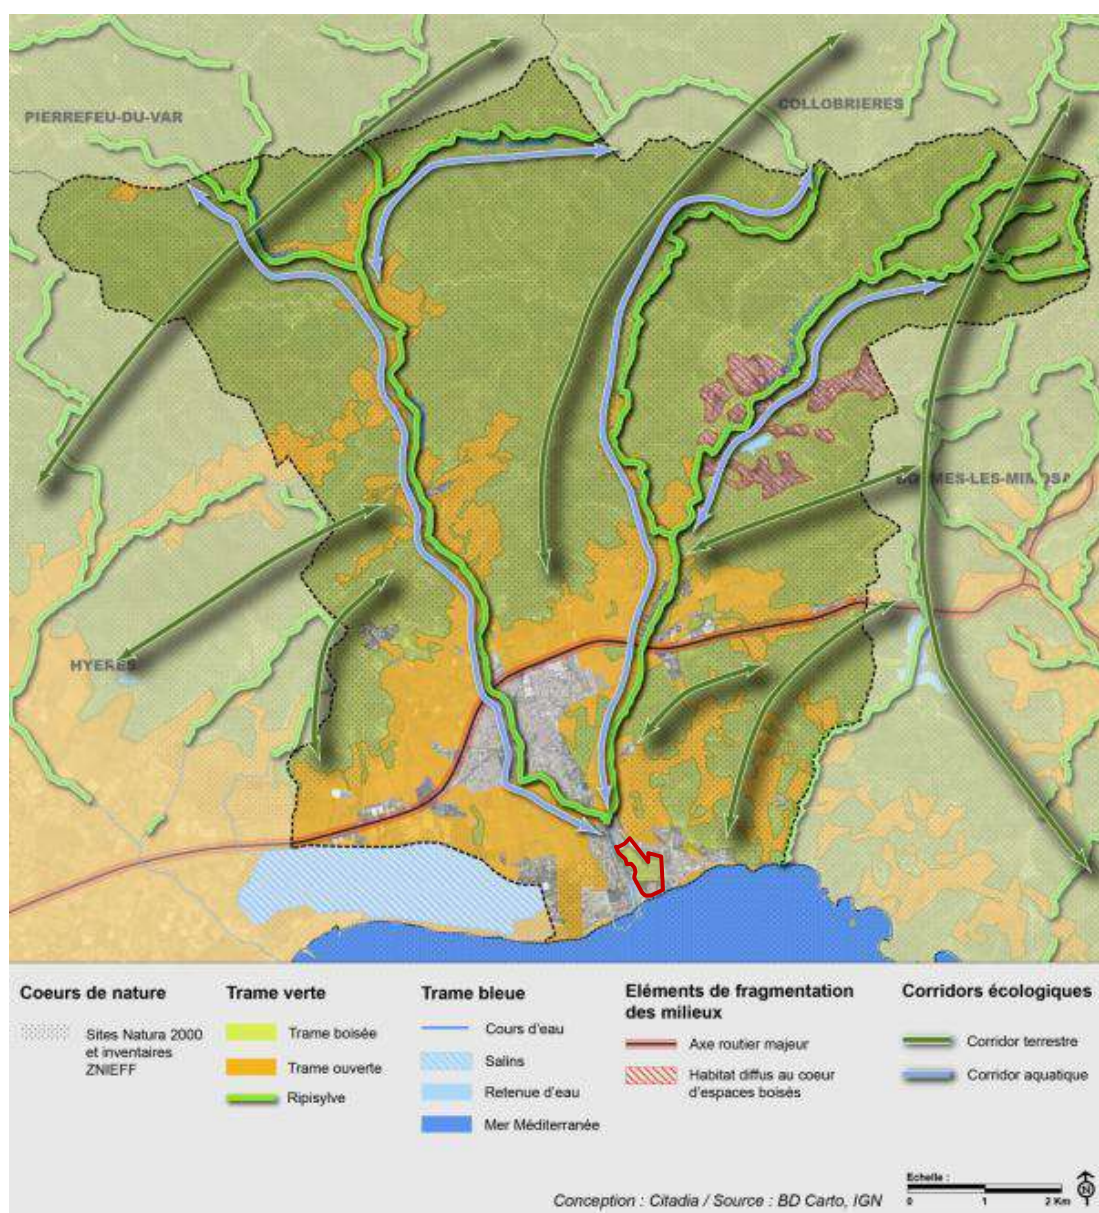 PIERREFEU-DU-VAR
COLLOBRIERES
MES-LES-MIMOSA
HYERES
Coeurs de nature
Sites Natura 2000
et inventaires
ZNIEFF
Trame verte
Trame boisée
Trame ouverte
Ripisylve
Trame bleue
Cours d'eau
Salins
Retenue d'eau
Mer Méditerranée
Eléments de fragmentation
des milieux
Axe routier majeur
Habitat diffus au coeur
d'espaces boisés
Corridors écologiques
Corridor terrestre
Corridor aquatique
Conception : Citadia / Source : BD Carto, IGN
Echelle :
0 1 2 Km
N